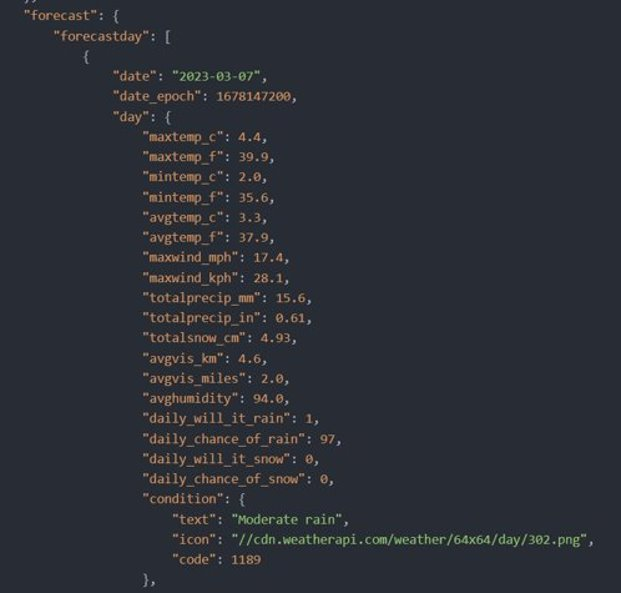 "forecast": {
"forecastday": [
{
"date": "2023-03-07",
"date_epoch": 1678147200,
"day": {
"maxtemp_c": 4.4,
"maxtemp_f": 39.9,
"mintemp_c": 2.0,
"mintemp_f": 35.6,
"avgtemp_c": 3.3,
"avgtemp_f": 37.9,
"maxwind_mph": 17.4,
"maxwind_kph": 28.1,
"totalprecip_mm": 15.6,
"totalprecip_in": 0.61,
"totalsnow_cm": 4.93,
"avgvis_km": 4.6,
"avgvis_miles": 2.0,
"avghumidity": 94.0,
"daily_will_it_rain": 1,
"daily_chance_of_rain": 97,
"daily_will_it_snow": 0,
"daily_chance_of_snow": 0,
"condition": {
"text": "Moderate rain",
"icon": "//cdn.weatherapi.com/weather/64x64/day/302.png",
"code": 1189
},